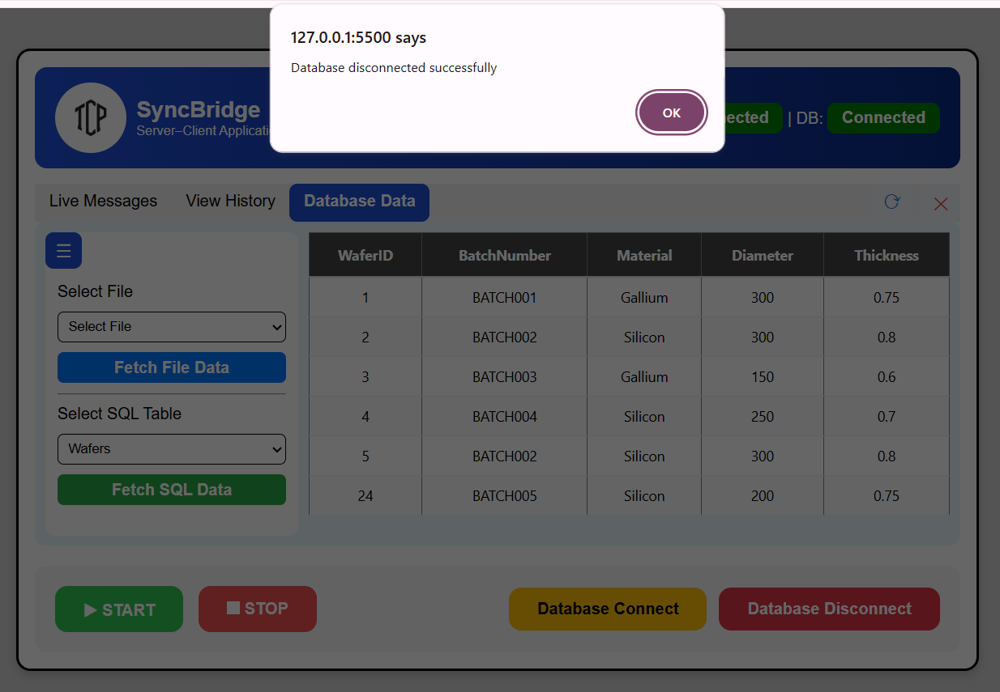 127.0.0.1:5500 says
Database disconnected successfully
OK
TCP
SyncBridge
Server–Client
| DB: Connected
Live Messages View History Database Data
Select File
Select File
Fetch File Data
Select SQL Table
Wafers
Fetch SQL Data
WaferID BatchNumber Material Diameter Thickness
1 BATCH001 Gallium 300 0.75
2 BATCH002 Silicon 300 0.8
3 BATCH003 Gallium 150 0.6
4 BATCH004 Silicon 250 0.7
5 BATCH002 Silicon 300 0.8
24 BATCH005 Silicon 200 0.75
START STOP Database Connect Database Disconnect